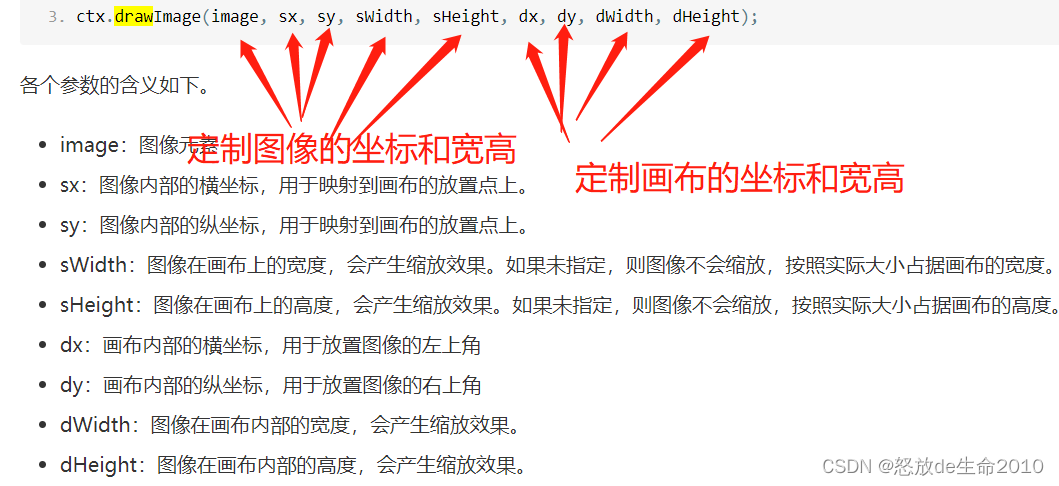 3. ctx.drawImage(image, sx, sy, sWidth, sHeight, dx, dy, dWidth, dHeight);
各个参数的含义如下。
• image：图像元素
定制图像的坐标和宽高
定制画布的坐标和宽高
• sx：图像内部的横坐标，用于映射到画布的放置点上。
• sy：图像内部的纵坐标，用于映射到画布的放置点上。
• sWidth：图像在画布上的宽度，会产生缩放效果。如果未指定，则图像不会缩放，按照实际大小占据画布的宽度。
• sHeight：图像在画布上的高度，会产生缩放效果。如果未指定，则图像不会缩放，按照实际大小占据画布的高度。
• dx：画布内部的横坐标，用于放置图像的左上角
• dy：画布内部的纵坐标，用于放置图像的右上角
• dWidth：图像在画布内部的宽度，会产生缩放效果。
• dHeight：图像在画布内部的高度，会产生缩放效果。
CSDN @怒放de生命2010